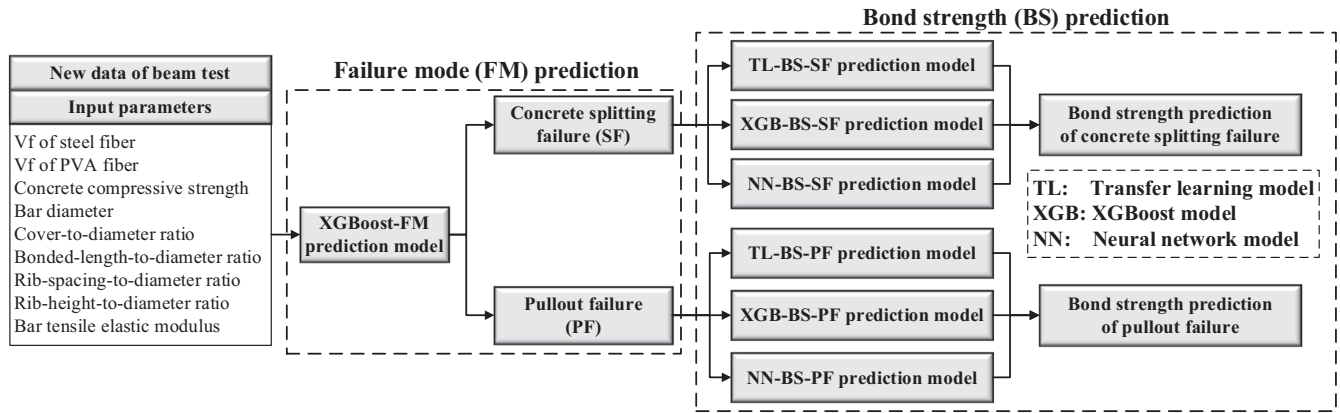 New data of beam test
Input parameters
Vf of steel fiber
Vf of PVA fiber
Concrete compressive strength
Bar diameter
Cover-to-diameter ratio
Bonded-length-to-diameter ratio
Rib-spacing-to-diameter ratio
Rib-height-to-diameter ratio
Bar tensile elastic modulus
Failure mode (FM) prediction
XGBoost-FM
prediction model
Concrete splitting
failure (SF)
Pullout failure
(PF)
Bond strength (BS) prediction
TL-BS-SF prediction model
XGB-BS-SF prediction model
NN-BS-SF prediction model
TL-BS-PF prediction model
XGB-BS-PF prediction model
NN-BS-PF prediction model
Bond strength prediction
of concrete splitting failure
TL: Transfer learning model
XGB: XGBoost model
NN: Neural network model
Bond strength prediction
of pullout failure